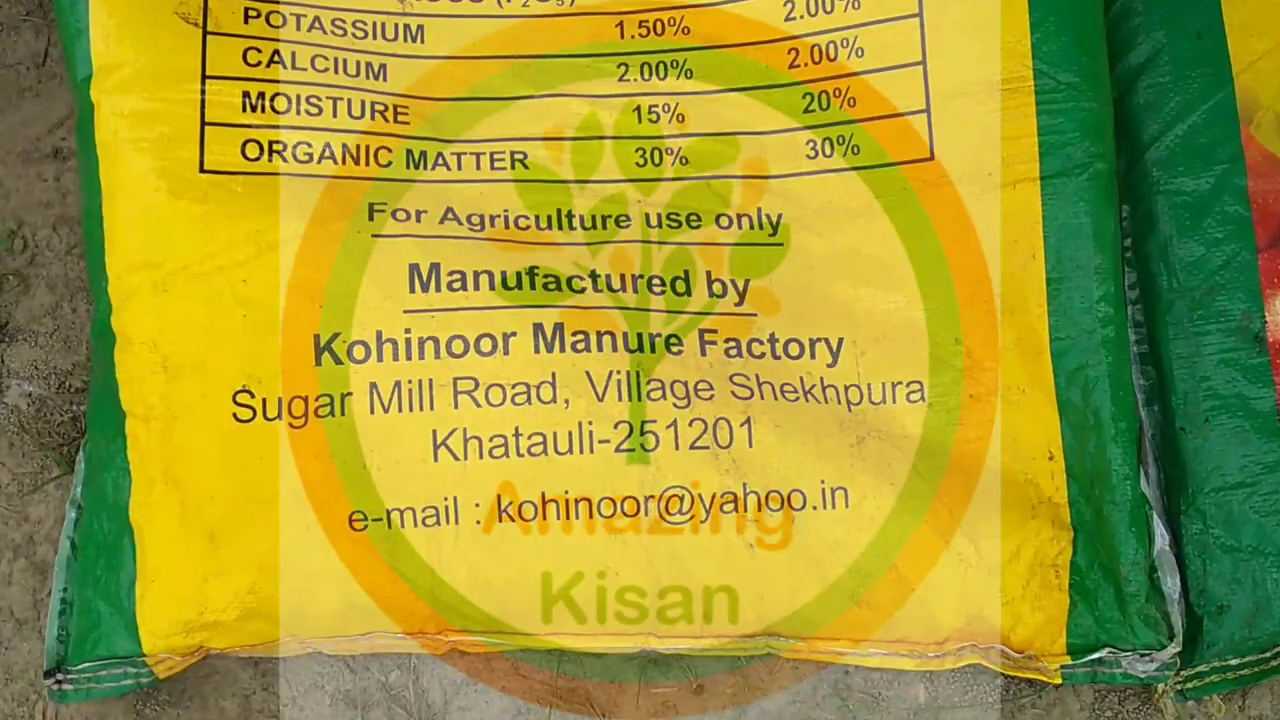 POTASSIUM 1.50% 2.00%
CALCIUM 2.00% 2.00%
MOISTURE 15% 20%
ORGANIC MATTER 30% 30%
For Agriculture use only
Manufactured by
Kohinoor Manure Factory
Sugar Mill Road, Village Shekhpura
Khatauli-251201
e-mail : kohinoor@yahoo.in
Amazing
Kisan